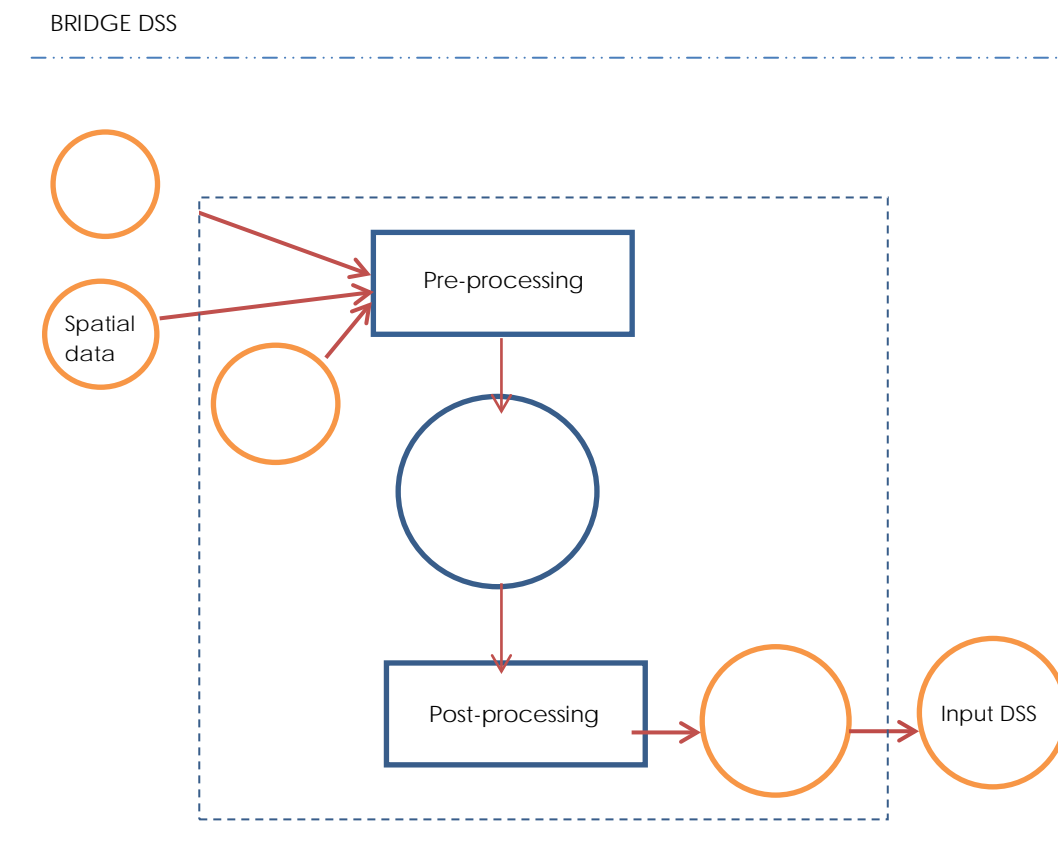 BRIDGE DSS
Pre-processing
Spatial
data
Post-processing
Input DSS